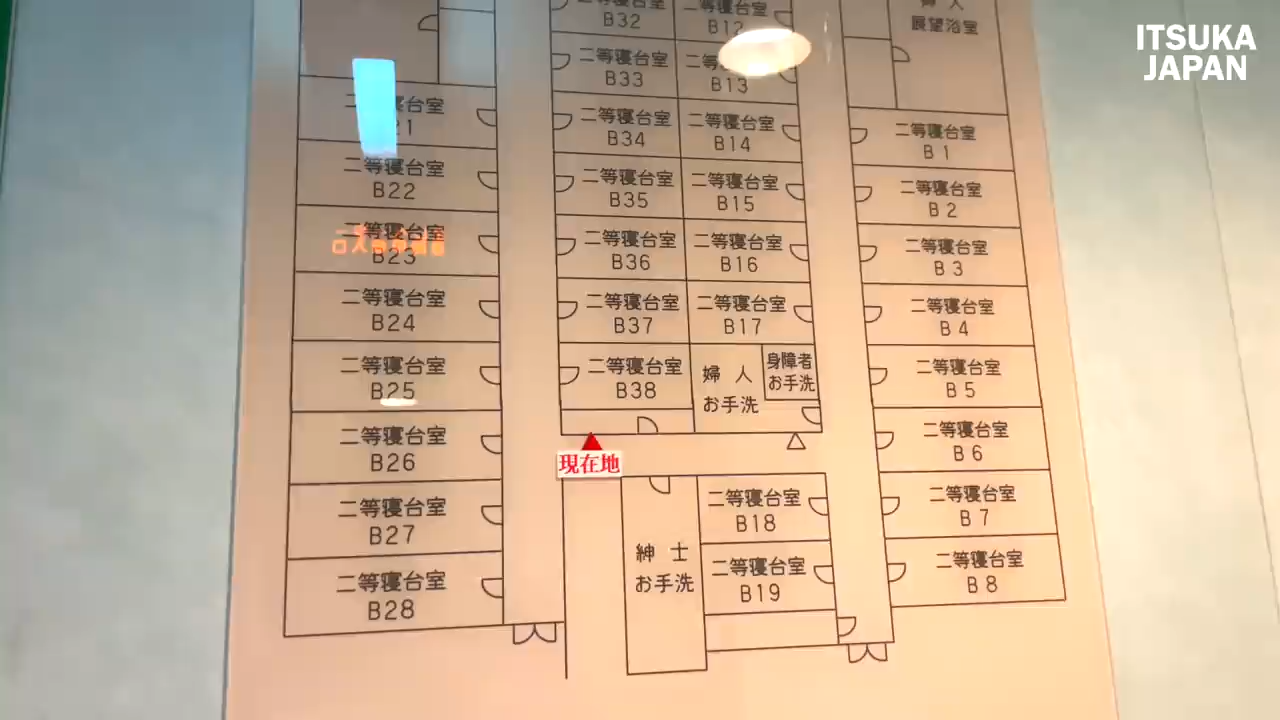 ITSUKA
JAPAN
婦 人
展望浴室
B32
二等寝台室
B12
二等寝台室
B33
B13
寝台室
二等寝台室
B34
二等寝台室
B14
二等寝台室
B1
二等寝台室
B22
二等寝台室
B35
二等寝台室
B15
二等寝台室
B2
二等寝台室
B23
二等寝台室
B36
二等寝台室
B16
二等寝台室
B3
二等寝台室
B24
二等寝台室
B37
二等寝台室
B17
二等寝台室
B4
二等寝台室
B25
二等寝台室
B38
婦 人
お手洗
身障者
お手洗
二等寝台室
B5
二等寝台室
B26
現在地
二等寝台室
B6
二等寝台室
B27
紳 士
お手洗
二等寝台室
B18
二等寝台室
B7
二等寝台室
B28
二等寝台室
B19
二等寝台室
B8